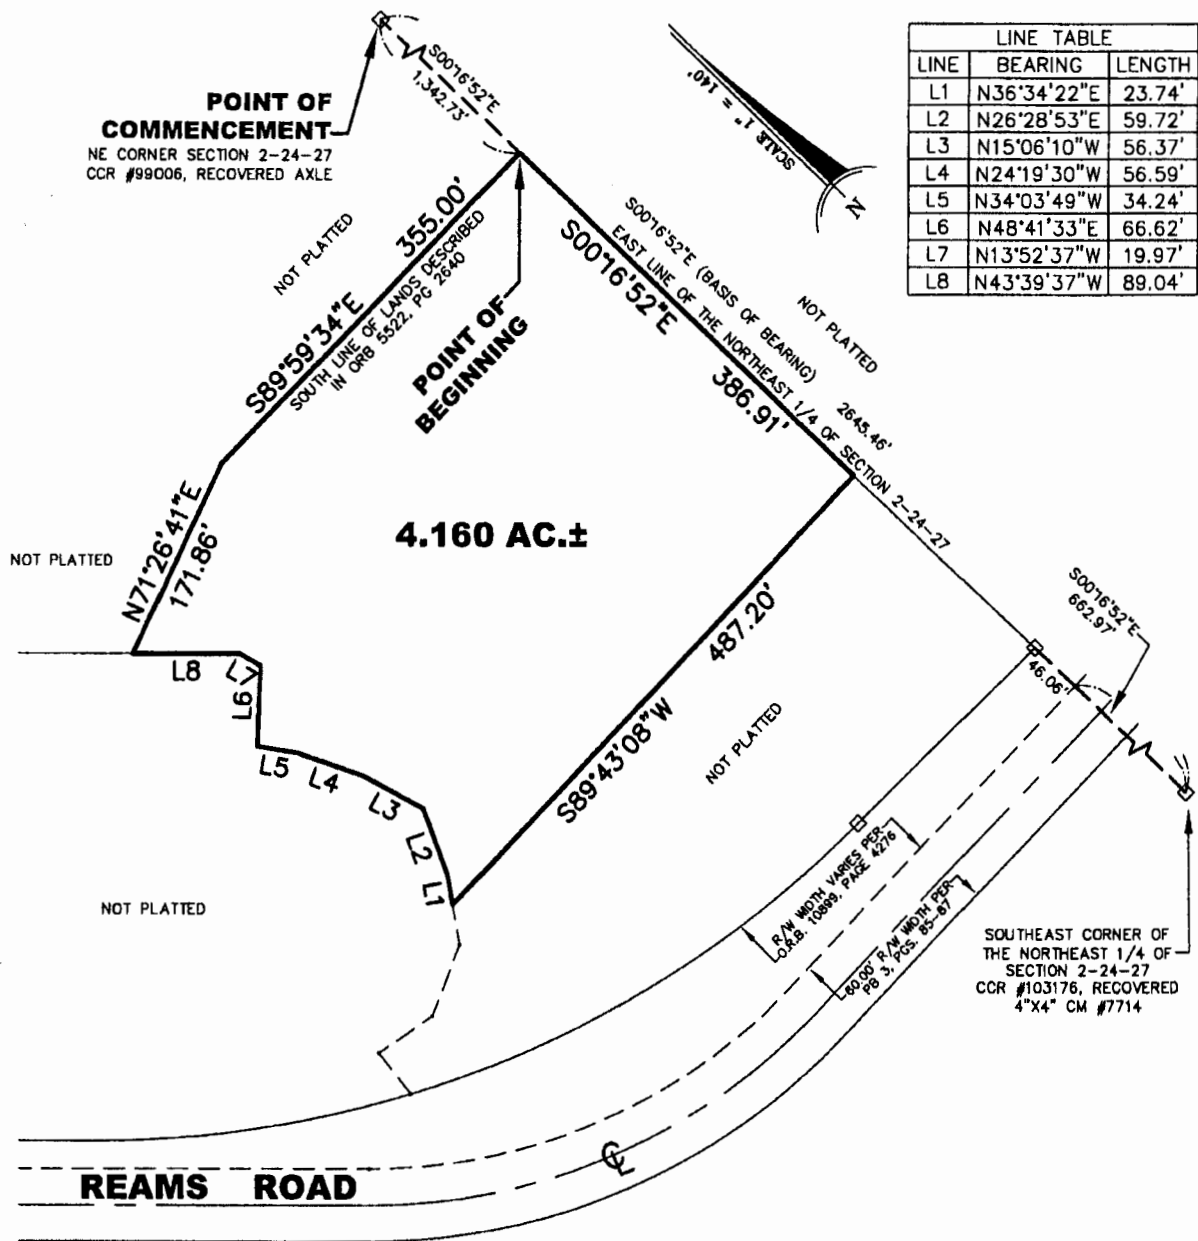 S00°16'52"E
1,342.73'
POINT OF
COMMENCEMENT
NE CORNER SECTION 2-24-27
CCR #99006, RECOVERED AXLE
SCALE 1" = 140'
N
LINE TABLE
LINE BEARING LENGTH
L1 N36°34'22"E 23.74'
L2 N26°28'53"E 59.72'
L3 N15°06'10"W 56.37'
L4 N24°19'30"W 56.59'
L5 N34°03'49"W 34.24'
L6 N48°41'33"E 66.62'
L7 N13°52'37"W 19.97'
L8 N43°39'37"W 89.04'
NOT PLATTED
S89°59'34"E 355.00'
SOUTH LINE OF LANDS DESCRIBED
IN ORB 5522, PG 2640
POINT OF
BEGINNING
S00°16'52"E 386.91'
S00°16'52"E (BASIS OF BEARING) 2645.46'
EAST LINE OF THE NORTHEAST 1/4 OF SECTION 2-24-27
NOT PLATTED
4.160 AC.±
NOT PLATTED
N71°26'41"E
171.86'
L8
L7
L6
L5
L4
L3
L2
L1
S89°43'08"W 487.20'
NOT PLATTED
S00°16'52"E
662.97'
46.06'
NOT PLATTED
R/W WIDTH VARIES PER
O.R.B. 10899, PAGE 4276
60.00' R/W WIDTH PER
PB 3, PGS. 85-87
SOUTHEAST CORNER OF
THE NORTHEAST 1/4 OF
SECTION 2-24-27
CCR #103176, RECOVERED
4"X4" CM #7714
CL
REAMS ROAD